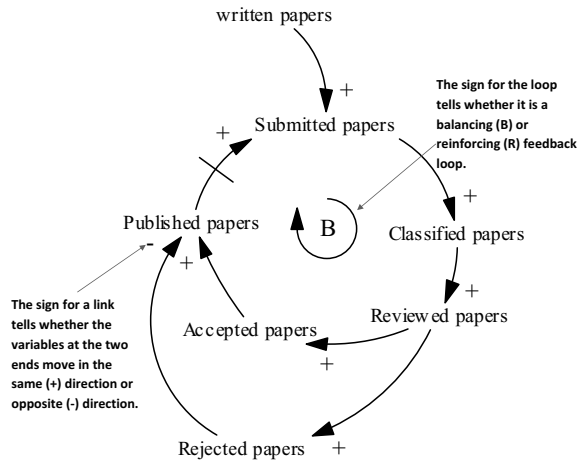 written papers
+
The sign for the loop
tells whether it is a
balancing (B) or
reinforcing (R) feedback
loop.
+
Submitted papers
+
Published papers
B
Classified papers
-
+
+
The sign for a link
tells whether the
variables at the two
ends move in the
same (+) direction or
opposite (-) direction.
Accepted papers
Reviewed papers
+
Rejected papers
+